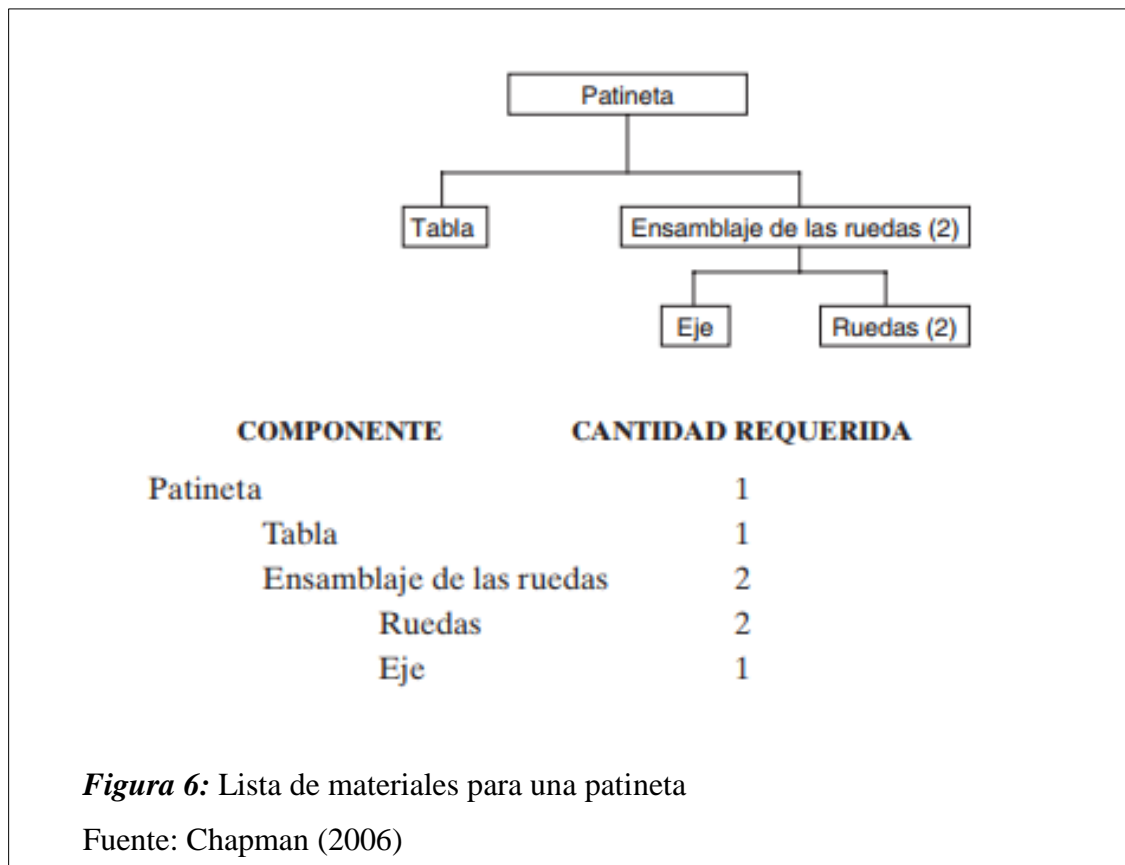 Patineta
Tabla
Ensamblaje de las ruedas (2)
Eje
Ruedas (2)
COMPONENTE CANTIDAD REQUERIDA
Patineta 1
Tabla 1
Ensamblaje de las ruedas 2
Ruedas 2
Eje 1
Figura 6: Lista de materiales para una patineta
Fuente: Chapman (2006)